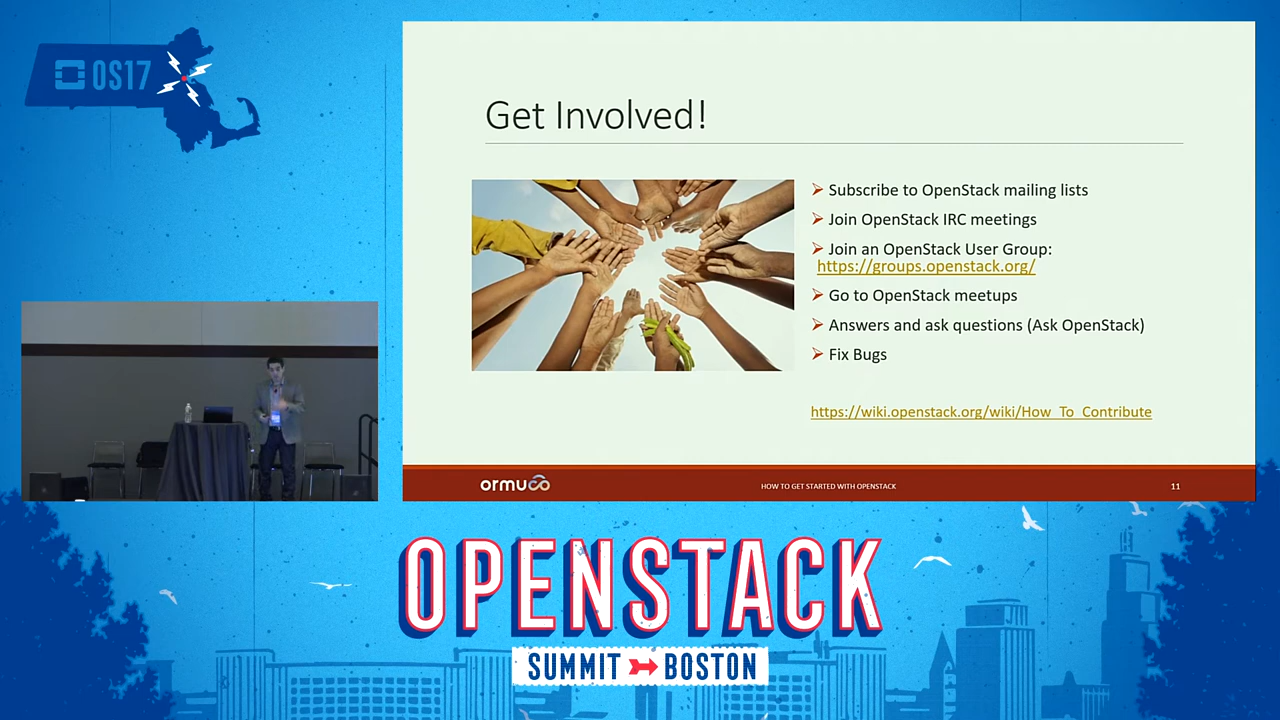 OS17
Get Involved!
Subscribe to OpenStack mailing lists
Join OpenStack IRC meetings
Join an OpenStack User Group:
https://groups.openstack.org/
Go to OpenStack meetups
Answers and ask questions (Ask OpenStack)
Fix Bugs
https://wiki.openstack.org/wiki/How_To_Contribute
ormuco
HOW TO GET STARTED WITH OPENSTACK
11
OPENSTACK
SUMMIT BOSTON